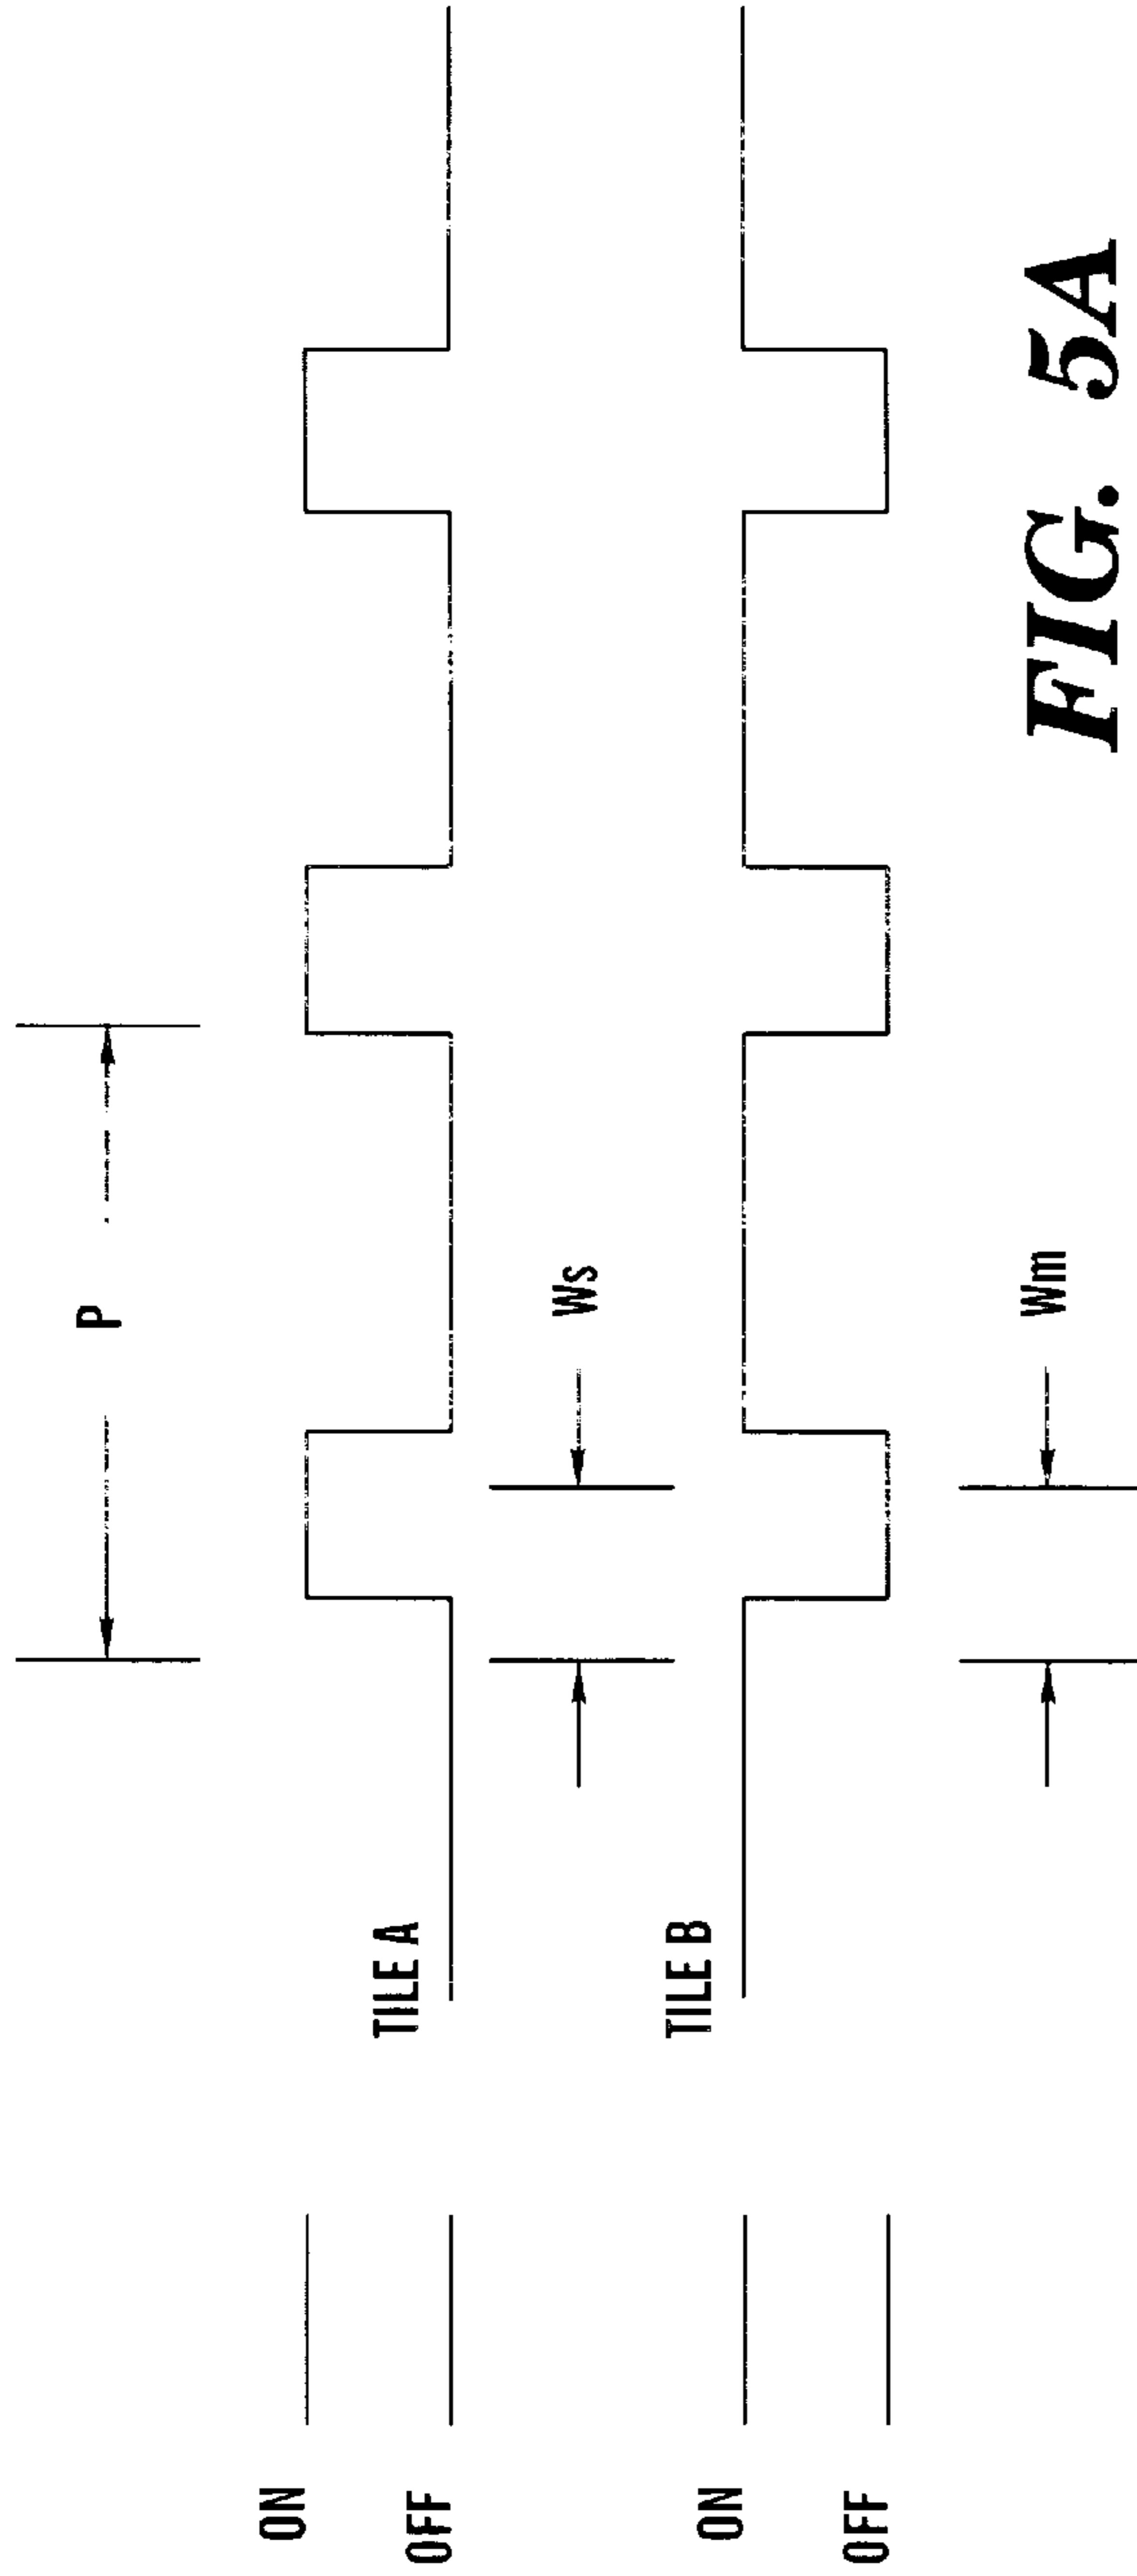 P
ON
TILE A
OFF
Ws
ON
TILE B
OFF
Wm
FIG. 5A